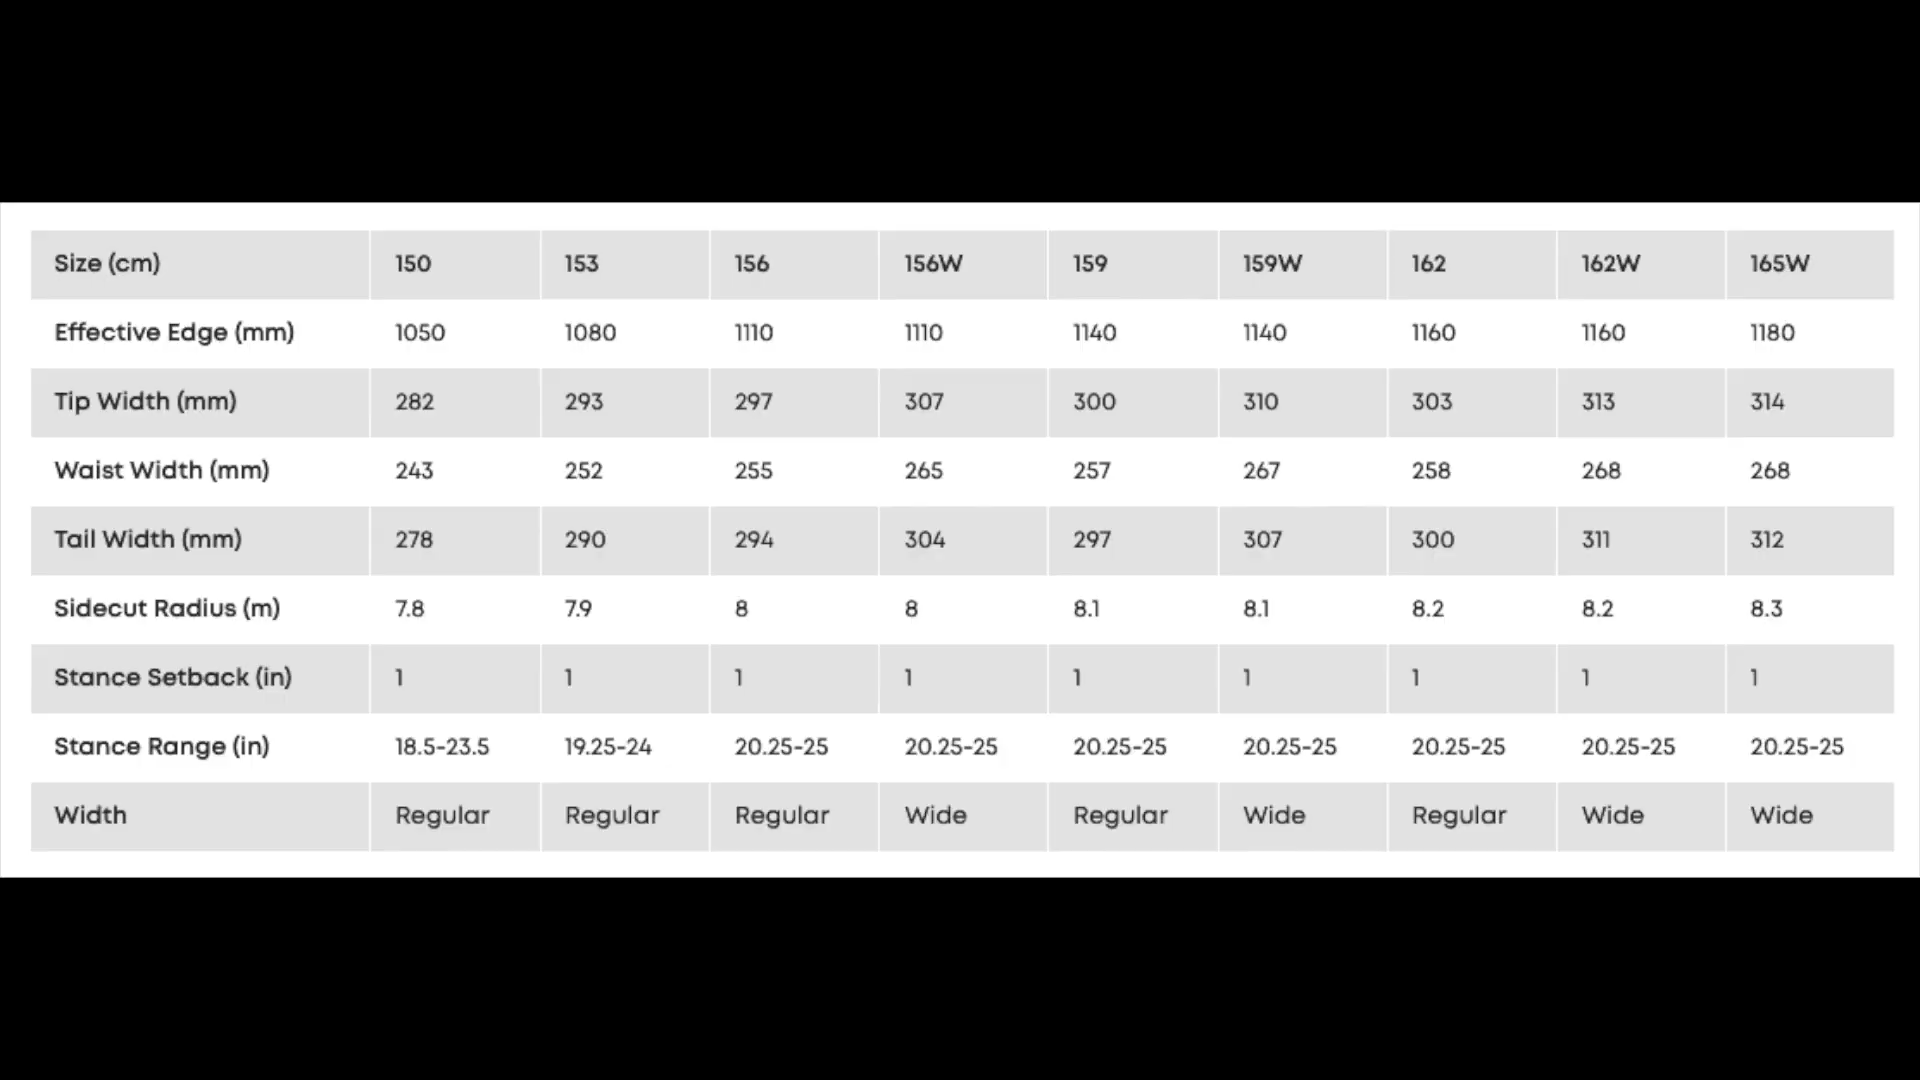 Size (cm) 150 153 156 156W 159 159W 162 162W 165W
Effective Edge (mm) 1050 1080 1110 1110 1140 1140 1160 1160 1180
Tip Width (mm) 282 293 297 307 300 310 303 313 314
Waist Width (mm) 243 252 255 265 257 267 258 268 268
Tail Width (mm) 278 290 294 304 297 307 300 311 312
Sidecut Radius (m) 7.8 7.9 8 8 8.1 8.1 8.2 8.2 8.3
Stance Setback (in) 1 1 1 1 1 1 1 1 1
Stance Range (in) 18.5-23.5 19.25-24 20.25-25 20.25-25 20.25-25 20.25-25 20.25-25 20.25-25 20.25-25
Width Regular Regular Regular Wide Regular Wide Regular Wide Wide